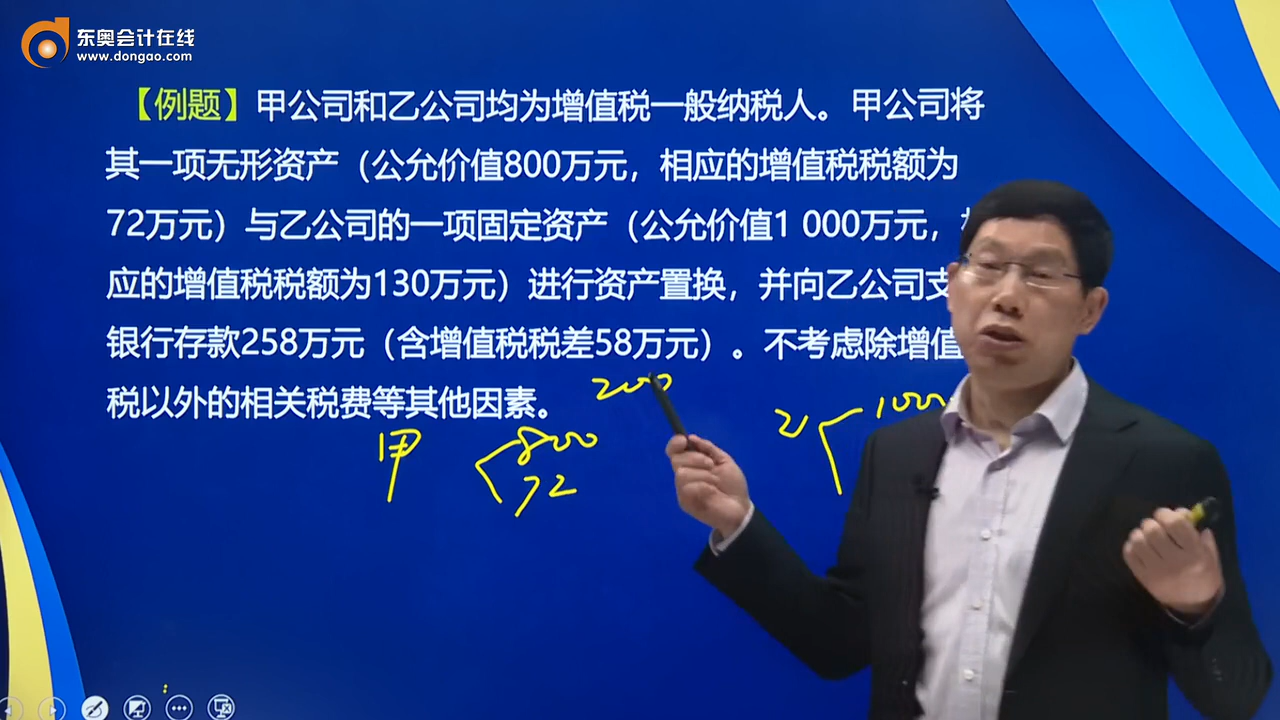 东奥会计在线
www.dongao.com
【例题】甲公司和乙公司均为增值税一般纳税人。甲公司将
其一项无形资产（公允价值800万元，相应的增值税税额为
72万元）与乙公司的一项固定资产（公允价值1 000万元，
应的增值税税额为130万元）进行资产置换，并向乙公司支
银行存款258万元（含增值税税差58万元）。不考虑除增值
税以外的相关税费等其他因素。
200
甲 800
72
乙 1000